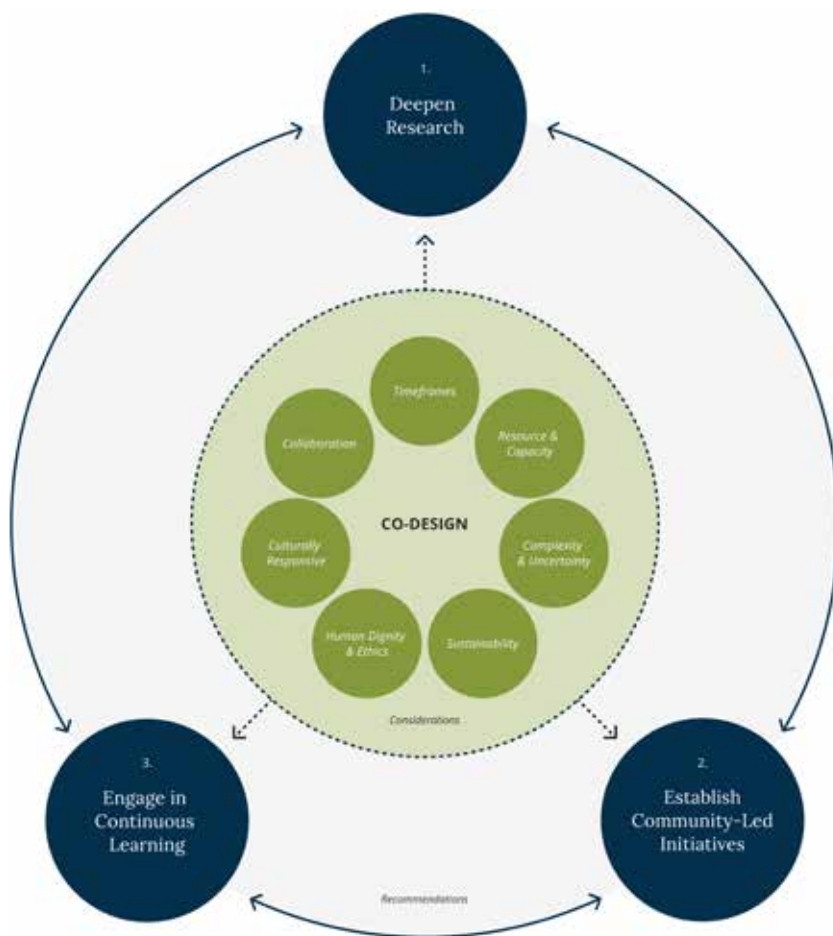 1.
Deepen
Research
Timeframes
Collaboration
Resource &
Capacity
CO-DESIGN
Culturally
Responsive
Complexity
& Uncertainty
Human Dignity
& Ethics
Sustainability
Considerations
3.
Engage in
Continuous
Learning
2.
Establish
Community-Led
Initiatives
Recommendations